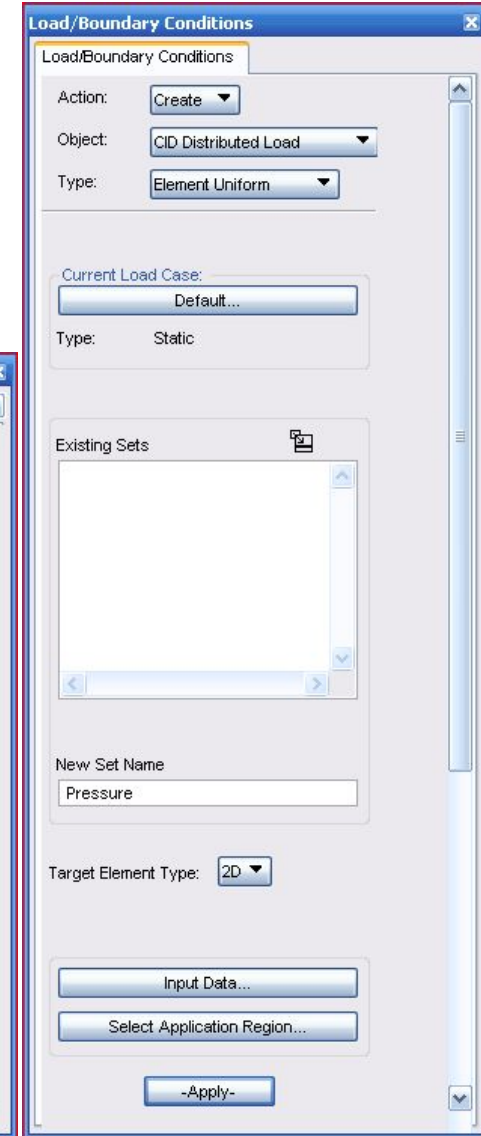 Load/Boundary Conditions
Load/Boundary Conditions
Action: Create
Object: CID Distributed Load
Type: Element Uniform
Current Load Case:
Default...
Type: Static
Existing Sets
New Set Name
Pressure
Target Element Type: 2D
Input Data...
Select Application Region...
-Apply-